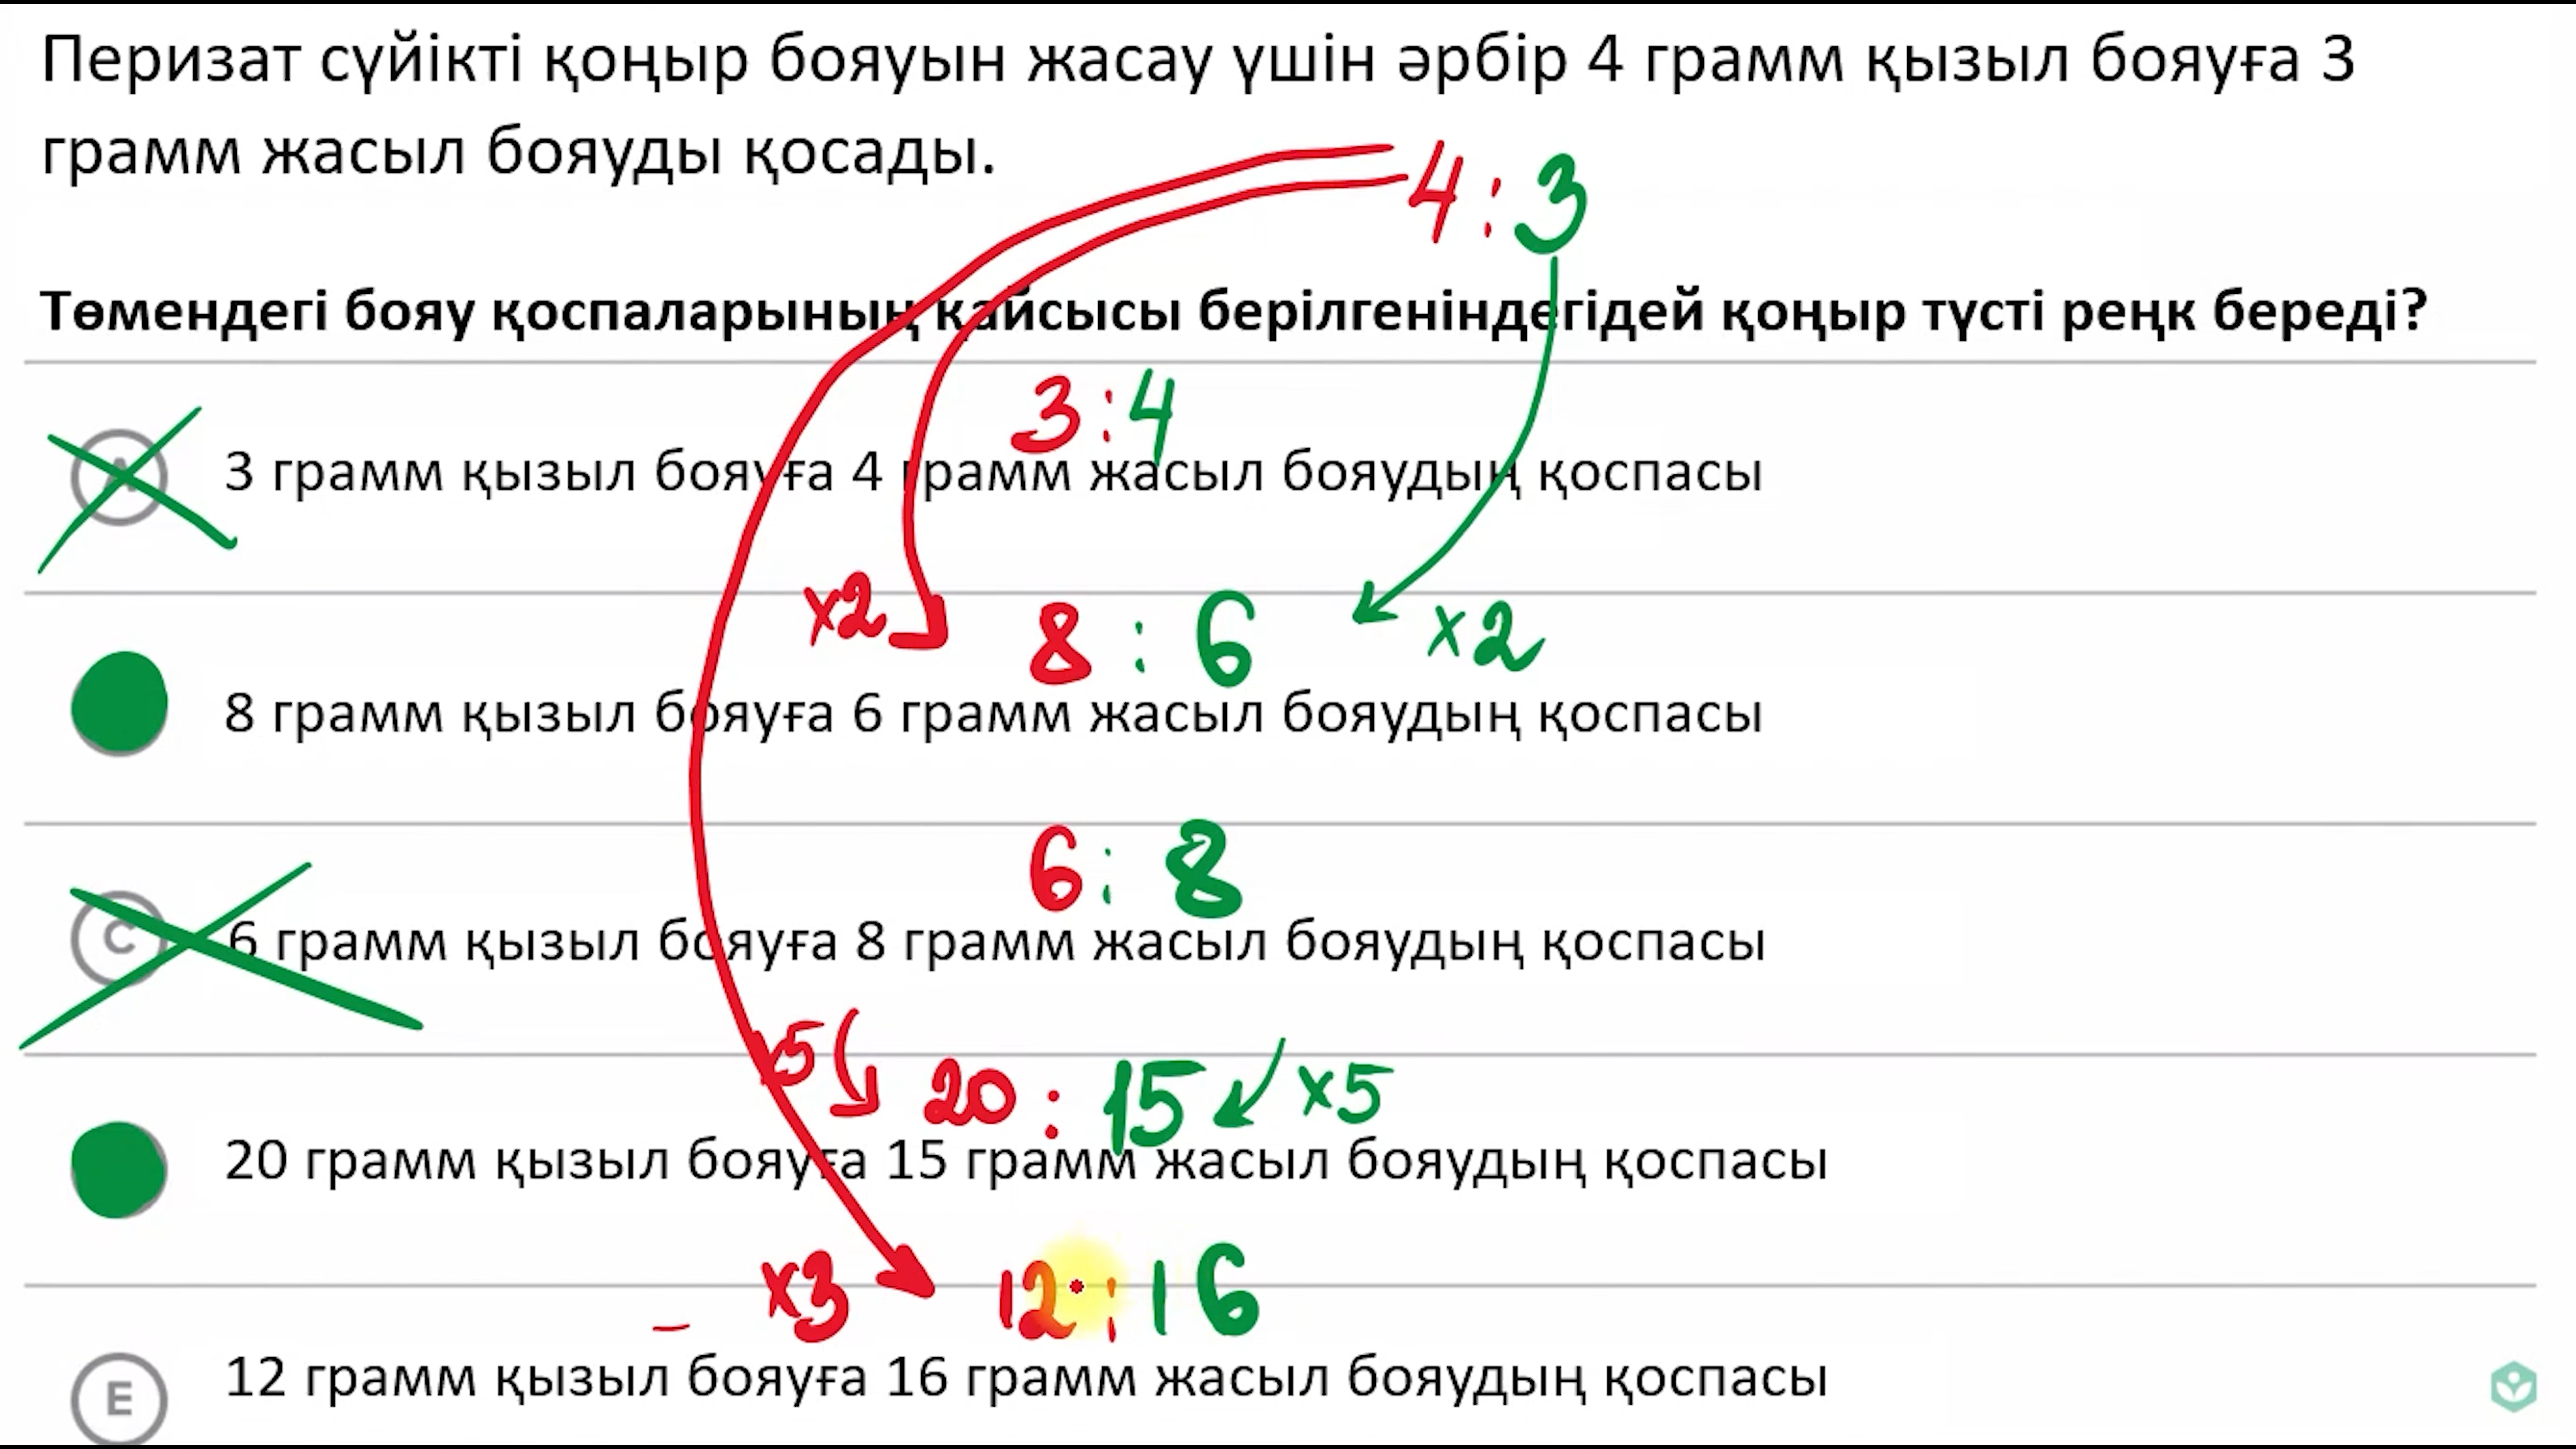 Перизат сүйікті қоңыр бояуын жасау үшін әрбір 4 грамм қызыл бояуға 3
грамм жасыл бояуды қосады.
4 : 3
Төмендегі бояу қоспаларының қайсысы берілгеніндегідей қоңыр түсті реңк береді?
3 : 4
A 3 грамм қызыл бояуға 4 грамм жасыл бояудың қоспасы
x2 8 : 6 x2
8 грамм қызыл бояуға 6 грамм жасыл бояудың қоспасы
6 : 8
C 6 грамм қызыл бояуға 8 грамм жасыл бояудың қоспасы
x5 20 : 15 x5
20 грамм қызыл бояуға 15 грамм жасыл бояудың қоспасы
x3 12 : 16
E 12 грамм қызыл бояуға 16 грамм жасыл бояудың қоспасы